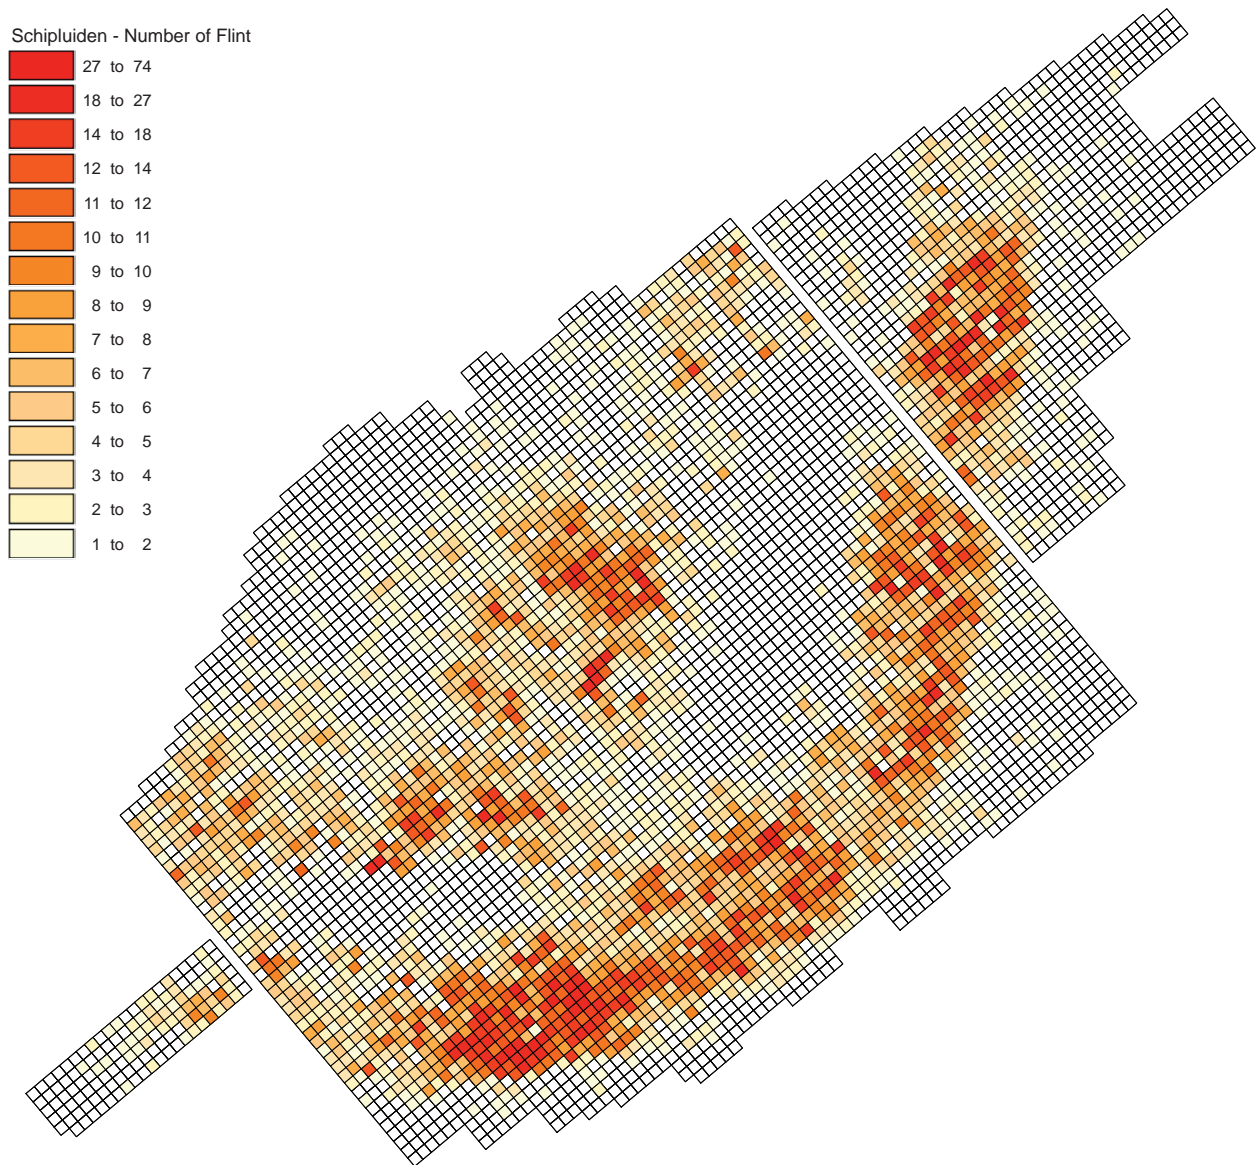 Schipluiden - Number of Flint
27 to 74
18 to 27
14 to 18
12 to 14
11 to 12
10 to 11
9 to 10
8 to 9
7 to 8
6 to 7
5 to 6
4 to 5
3 to 4
2 to 3
1 to 2